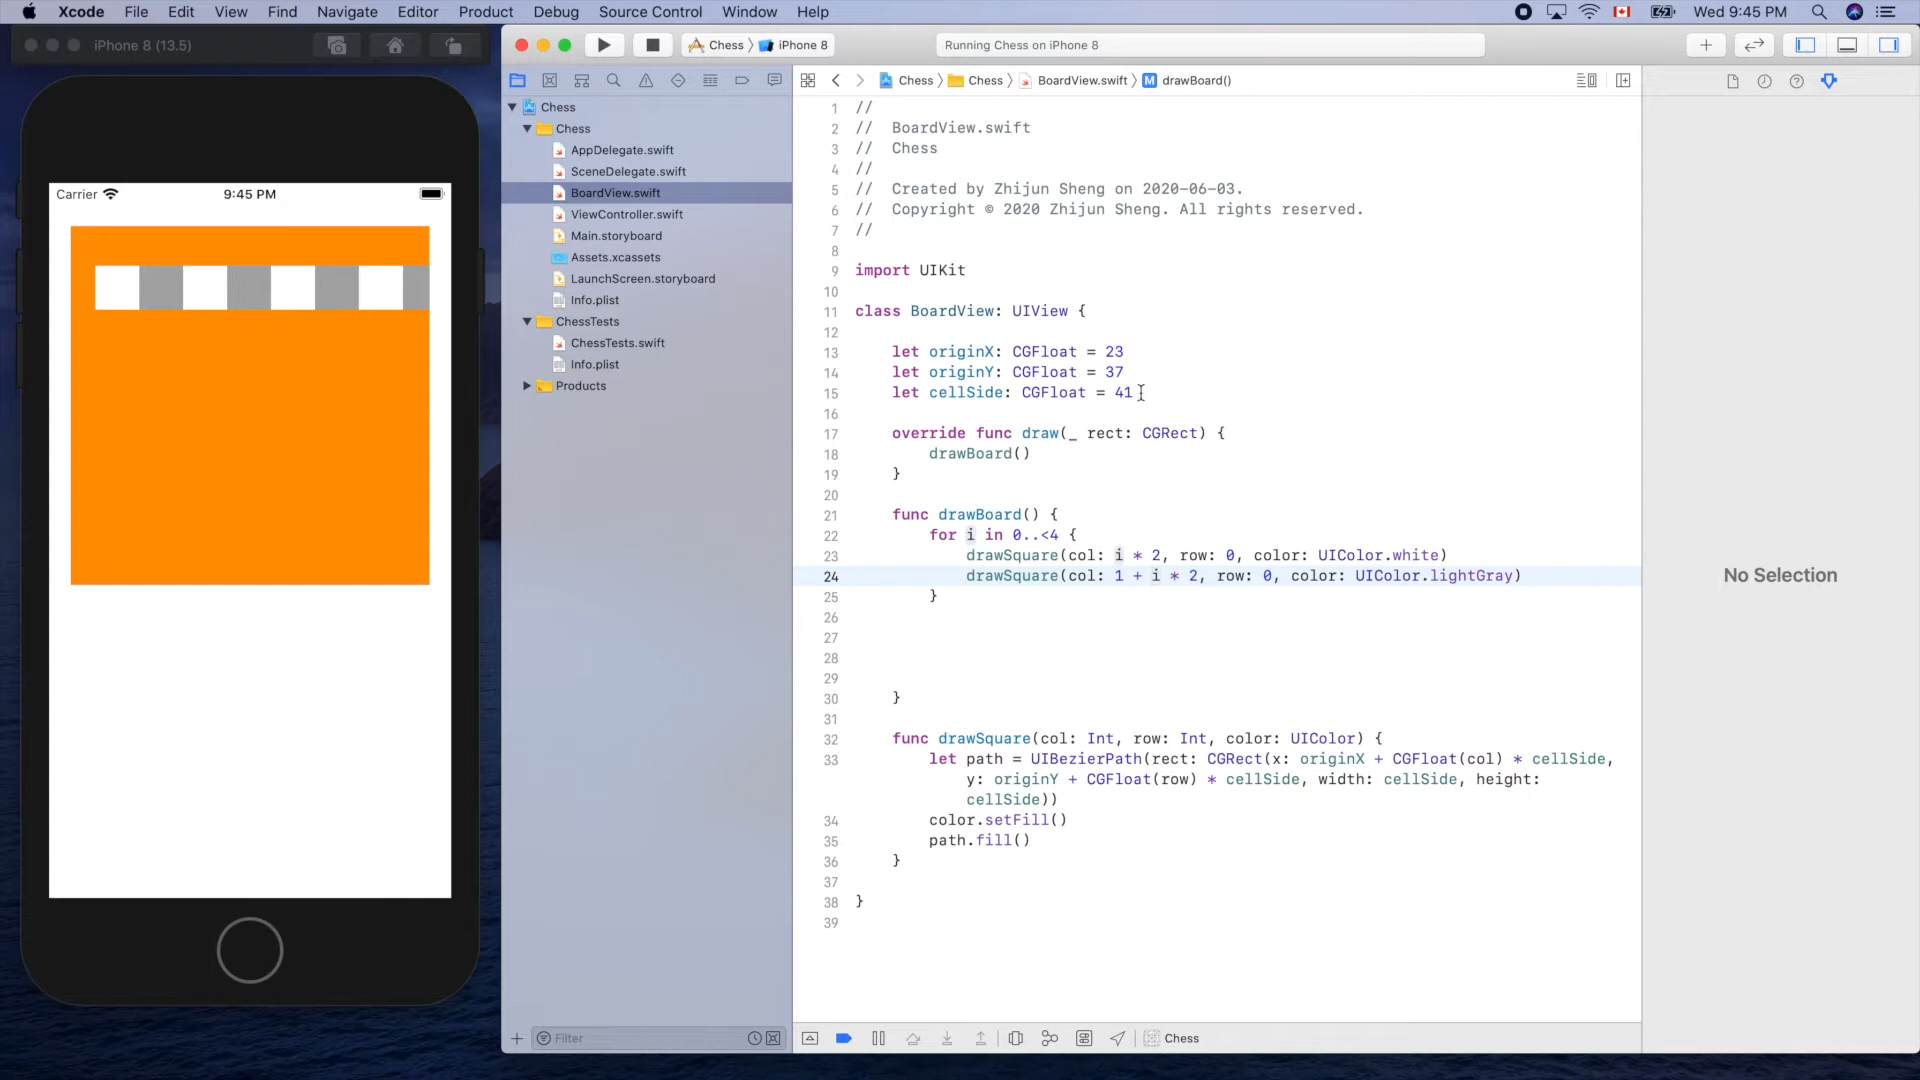 Xcode File Edit View Find Navigate Editor Product Debug Source Control Window Help Wed 9:45 PM
iPhone 8 (13.5)
Chess 〉 iPhone 8
Running Chess on iPhone 8
Carrier 9:45 PM
Chess
Chess
AppDelegate.swift
SceneDelegate.swift
BoardView.swift
ViewController.swift
Main.storyboard
Assets.xcassets
LaunchScreen.storyboard
Info.plist
ChessTests
ChessTests.swift
Info.plist
Products
Filter
Chess 〉 Chess 〉 BoardView.swift 〉 M drawBoard()
1 //
2 //  BoardView.swift
3 //  Chess
4 //
5 //  Created by Zhijun Sheng on 2020-06-03.
6 //  Copyright © 2020 Zhijun Sheng. All rights reserved.
7 //
8
9 import UIKit
10
11 class BoardView: UIView {
12
13     let originX: CGFloat = 23
14     let originY: CGFloat = 37
15     let cellSide: CGFloat = 41
16
17     override func draw(_ rect: CGRect) {
18         drawBoard()
19     }
20
21     func drawBoard() {
22         for i in 0..<4 {
23             drawSquare(col: i * 2, row: 0, color: UIColor.white)
24             drawSquare(col: 1 + i * 2, row: 0, color: UIColor.lightGray)
25         }
26
27
28
29
30     }
31
32     func drawSquare(col: Int, row: Int, color: UIColor) {
33         let path = UIBezierPath(rect: CGRect(x: originX + CGFloat(col) * cellSide,
y: originY + CGFloat(row) * cellSide, width: cellSide, height:
cellSide))
34         color.setFill()
35         path.fill()
36     }
37
38 }
39
No Selection
Chess